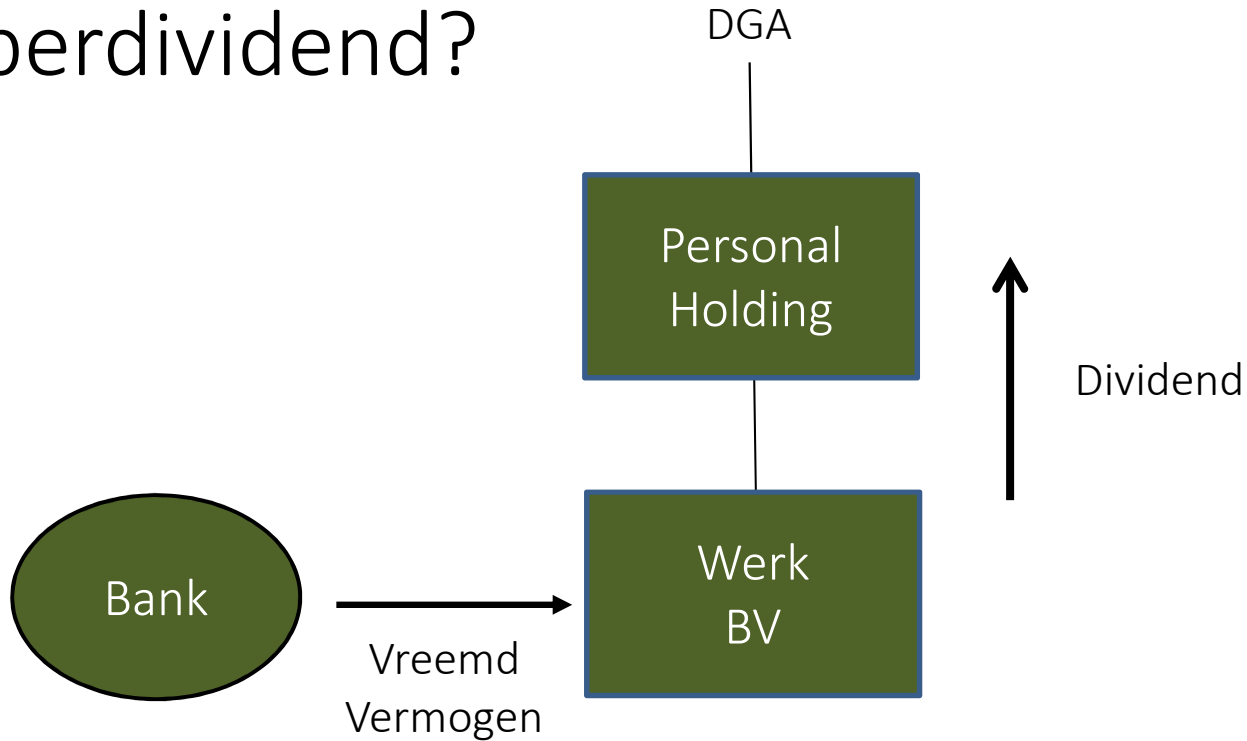 perdividend?
DGA
Personal
Holding
Dividend
Werk
BV
Bank
Vreemd
Vermogen